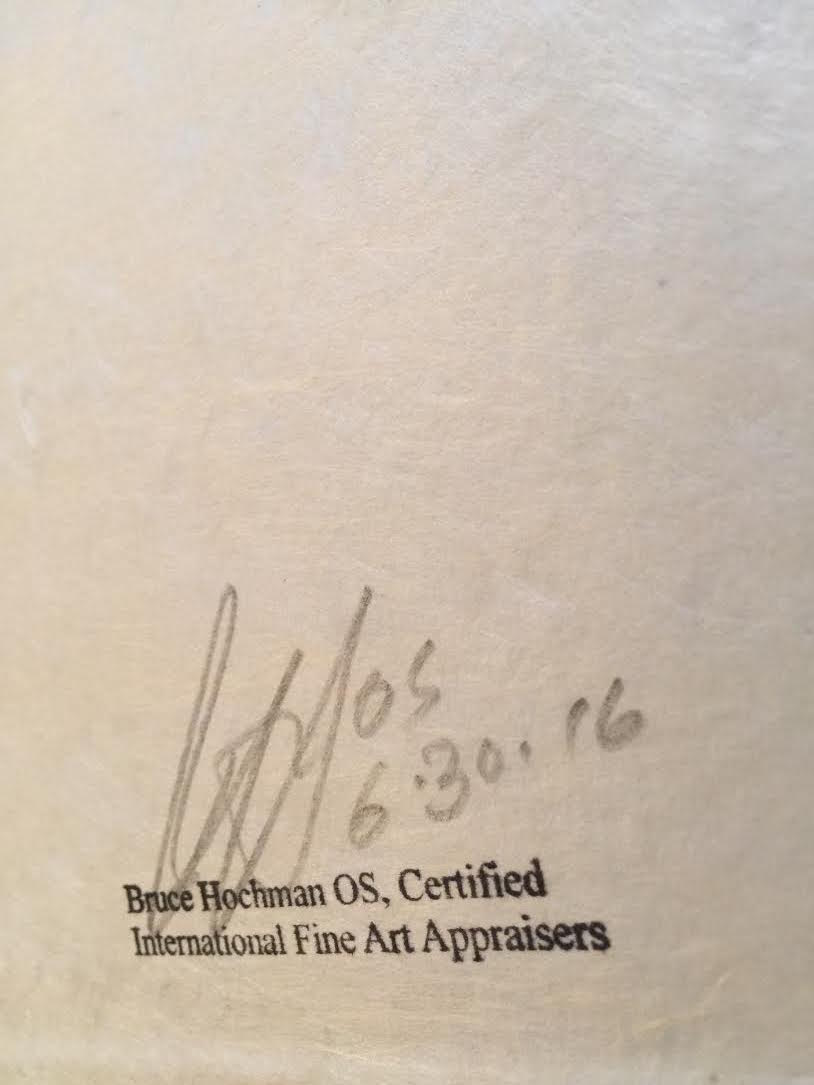 OS
6.30.16
Bruce Hochman OS, Certified
International Fine Art Appraisers